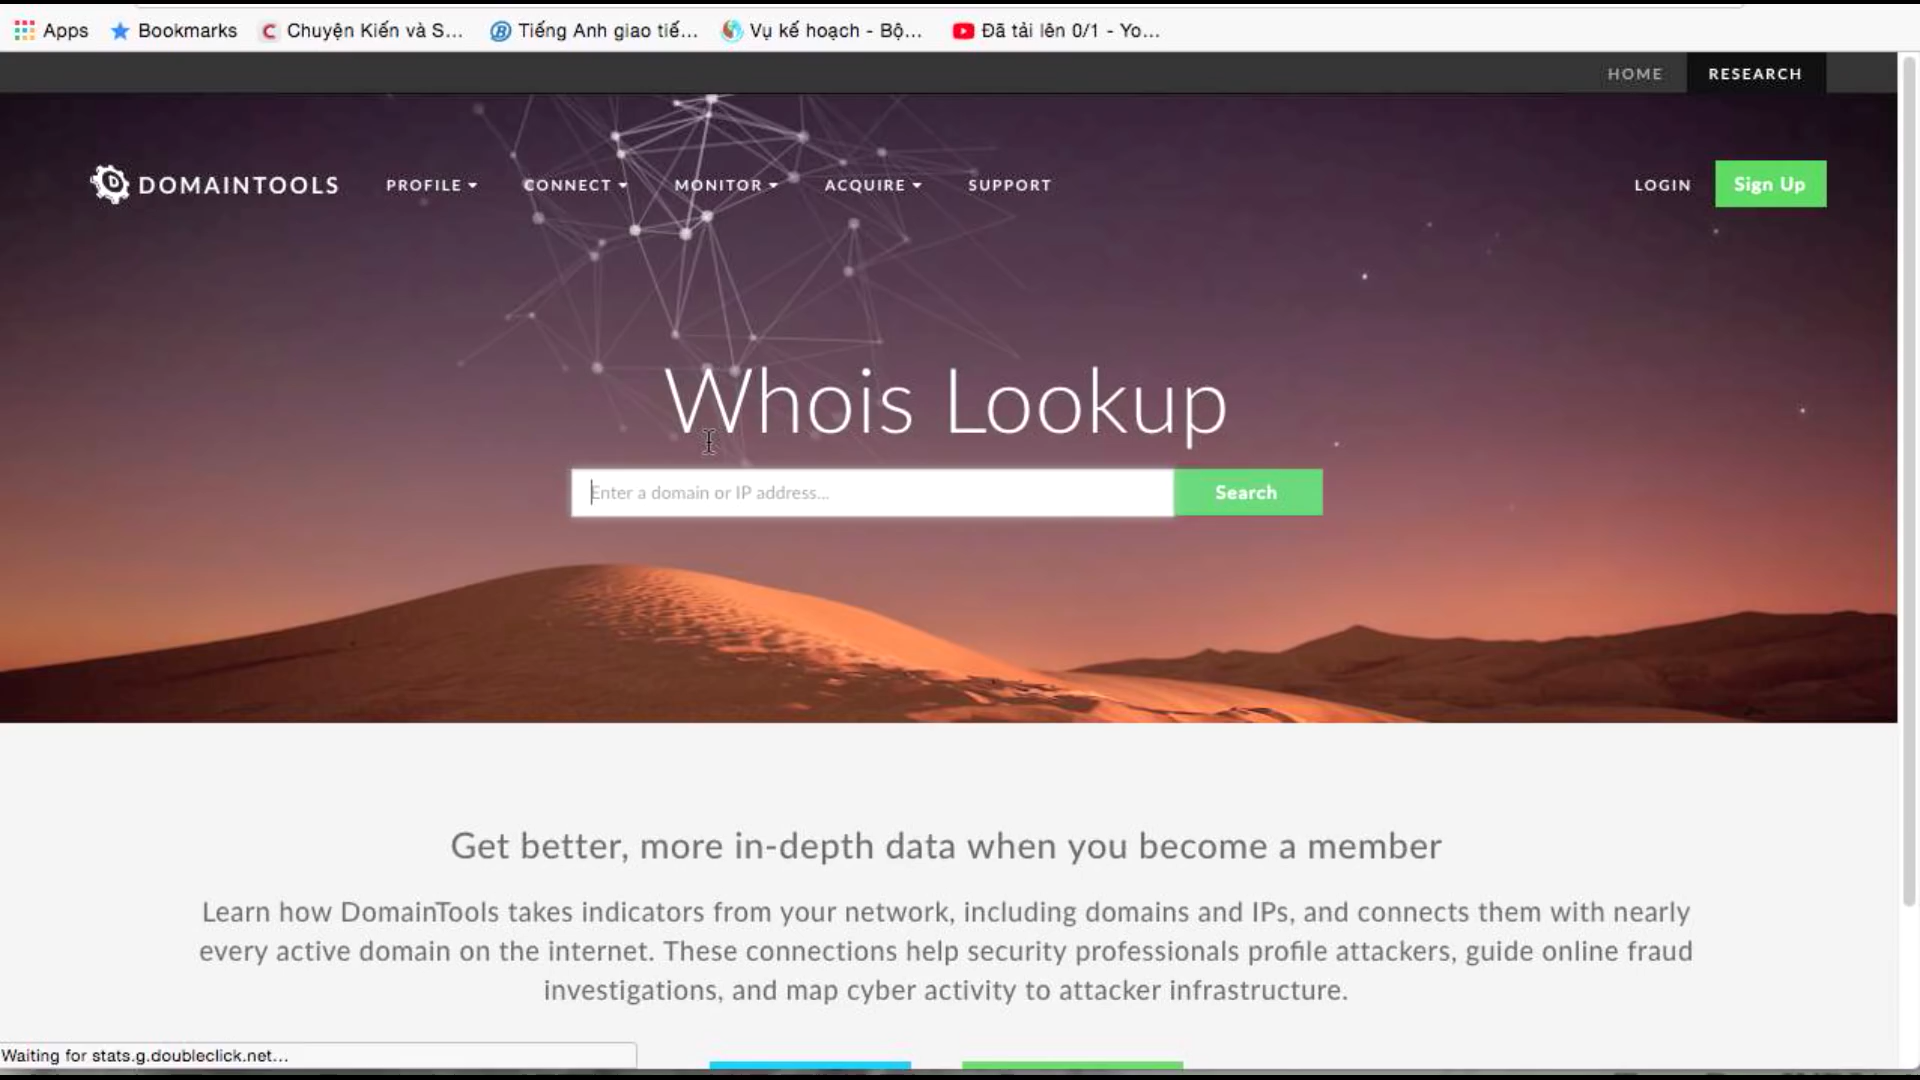 Apps Bookmarks Chuyện Kiến và S... Tiếng Anh giao tiế... Vụ kế hoạch - Bộ... Đã tải lên 0/1 - Yo...
HOME RESEARCH
DOMAINTOOLS PROFILE CONNECT MONITOR ACQUIRE SUPPORT LOGIN Sign Up
Whois Lookup
Enter a domain or IP address... Search
Get better, more in-depth data when you become a member
Learn how DomainTools takes indicators from your network, including domains and IPs, and connects them with nearly
every active domain on the internet. These connections help security professionals profile attackers, guide online fraud
investigations, and map cyber activity to attacker infrastructure.
Waiting for stats.g.doubleclick.net...